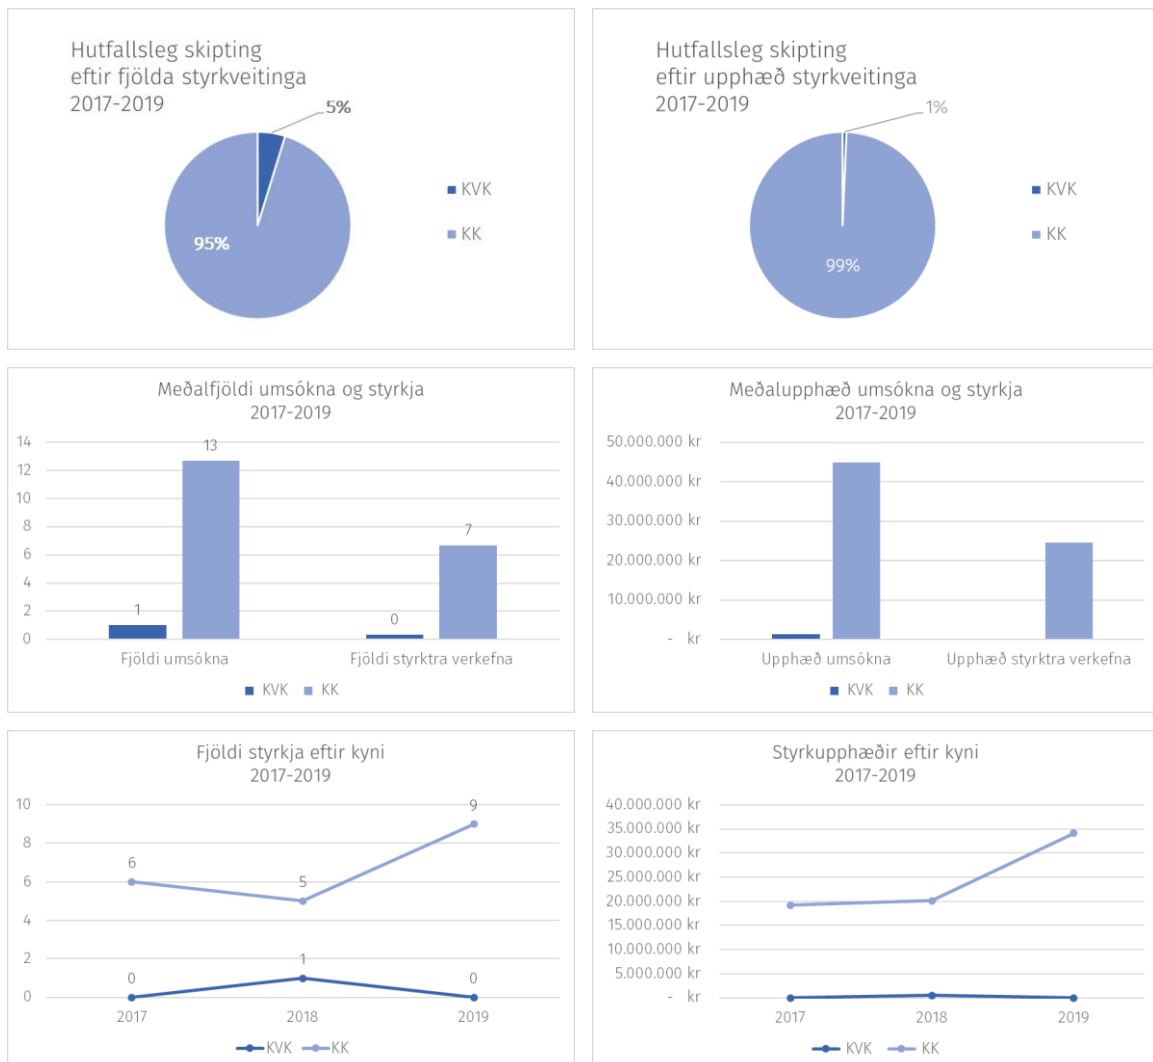 Hutfallsleg skipting
eftir fjölda styrkveitinga
2017-2019
5%
95%
KVK
KK
Hutfallsleg skipting
eftir upphæð styrkveitinga
2017-2019
1%
99%
KVK
KK
Meðalfjöldi umsókna og styrkja
2017-2019
14
12
10
8
6
4
2
0
1
13
0
7
Fjöldi umsókna
Fjöldi styrktra verkefna
KVK KK
Meðalupphæð umsókna og styrkja
2017-2019
50.000.000 kr
40.000.000 kr
30.000.000 kr
20.000.000 kr
10.000.000 kr
- kr
Upphæð umsókna
Upphæð styrktra verkefna
KVK KK
Fjöldi styrkja eftir kyni
2017-2019
10
8
6
4
2
0
6
5
9
0
1
0
2017 2018 2019
KVK KK
Styrkupphæðir eftir kyni
2017-2019
40.000.000 kr
35.000.000 kr
30.000.000 kr
25.000.000 kr
20.000.000 kr
15.000.000 kr
10.000.000 kr
5.000.000 kr
- kr
2017 2018 2019
KVK KK